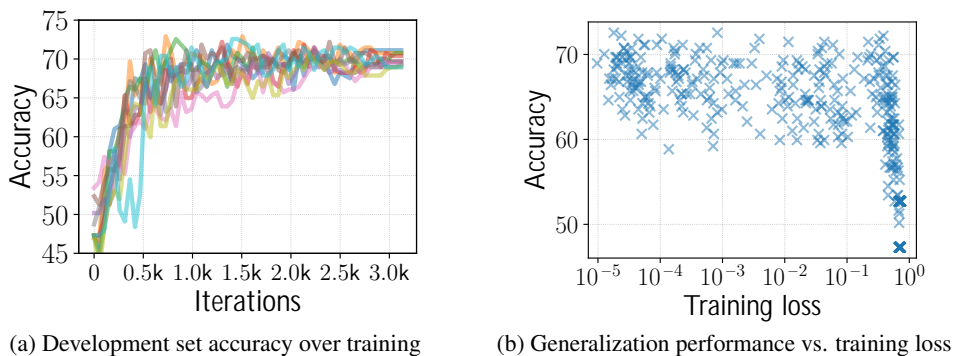 75
70
65
60
55
50
45
Accuracy
0 0.5k 1.0k 1.5k 2.0k 2.5k 3.0k
Iterations
(a) Development set accuracy over training
70
60
50
Accuracy
10⁻⁵ 10⁻⁴ 10⁻³ 10⁻² 10⁻¹ 10⁰
Training loss
(b) Generalization performance vs. training loss